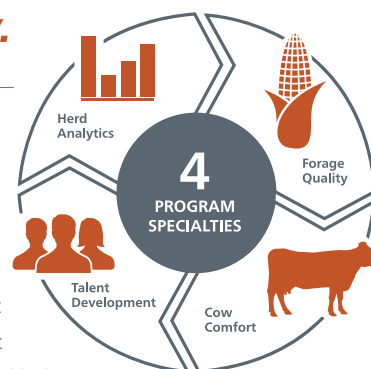 Herd
Analytics
Forage
Quality
4
PROGRAM
SPECIALTIES
Talent
Development
Cow
Comfort